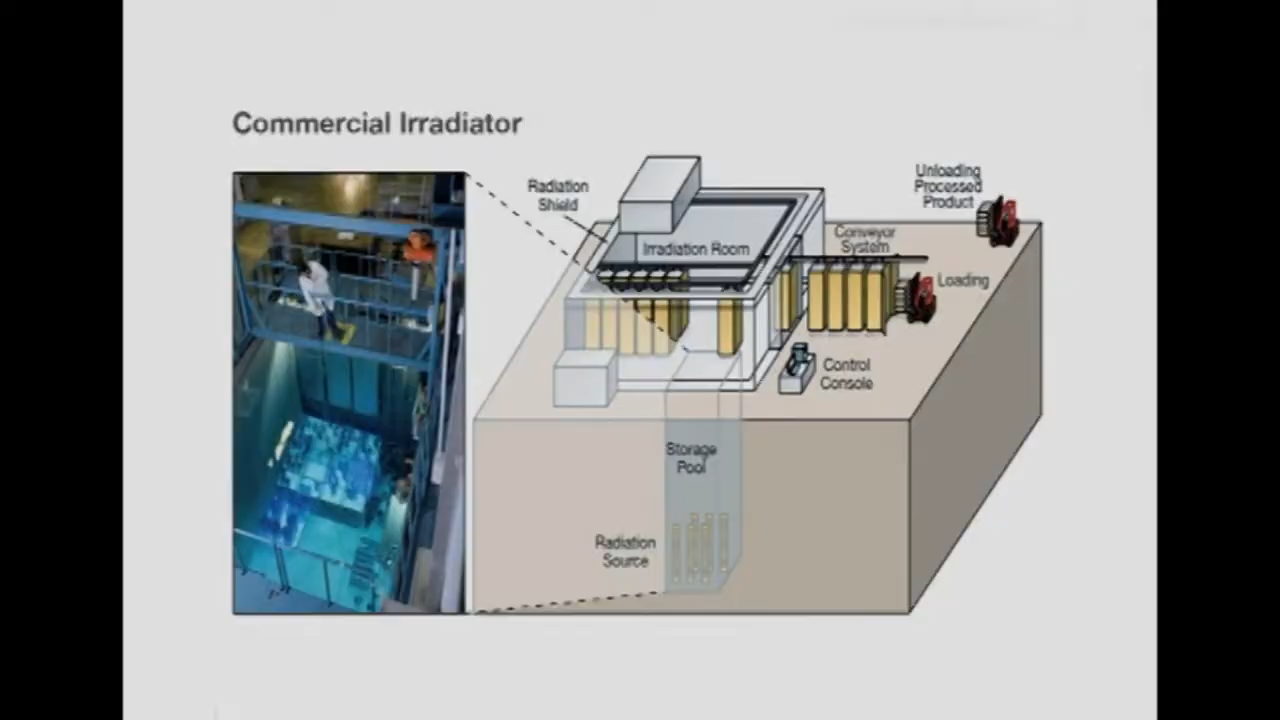 Commercial Irradiator
Radiation
Shield
Irradiation Room
Unloading
Processed
Product
Conveyor
System
Loading
Control
Console
Storage
Pool
Radiation
Source